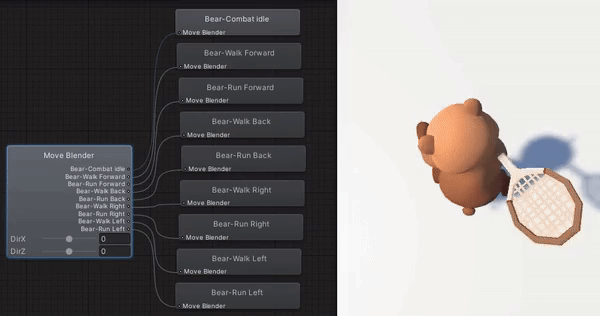 Bear-Combat idle
Move Blender
Bear-Walk Forward
Move Blender
Bear-Run Forward
Move Blender
Bear-Walk Back
Move Blender
Bear-Run Back
Move Blender
Bear-Walk Right
Move Blender
Bear-Run Right
Move Blender
Bear-Walk Left
Move Blender
Bear-Run Left
Move Blender
Move Blender
Bear-Combat idle
Bear-Walk Forward
Bear-Run Forward
Bear-Walk Back
Bear-Run Back
Bear-Walk Right
Bear-Run Right
Bear-Walk Left
Bear-Run Left
DirX 0
DirZ 0